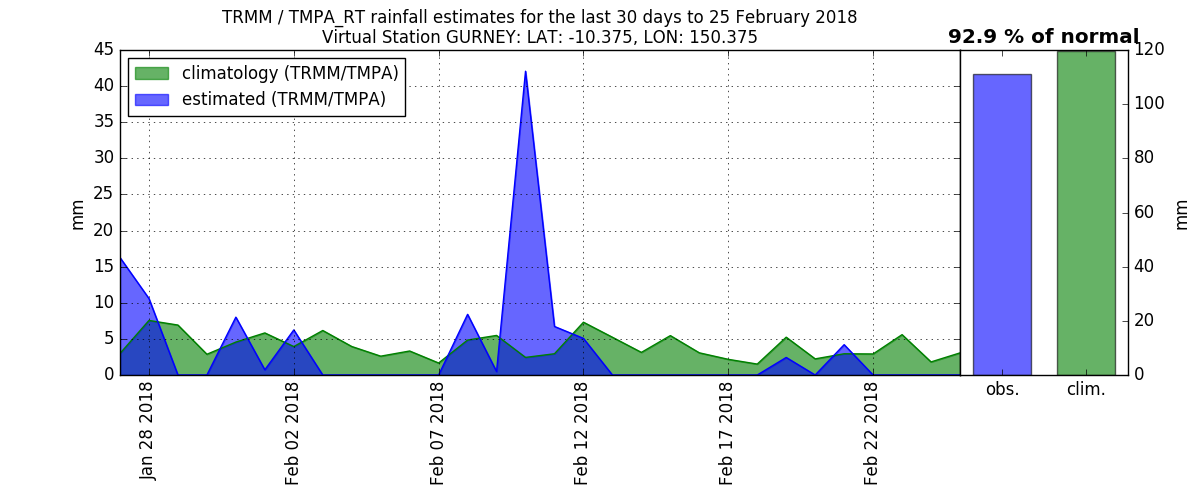 TRMM / TMPA_RT rainfall estimates for the last 30 days to 25 February 2018
Virtual Station GURNEY: LAT: -10.375, LON: 150.375
92.9 % of normal
climatology (TRMM/TMPA)
estimated (TRMM/TMPA)
45
40
35
30
25
20
15
10
5
0
mm
Jan 28 2018
Feb 02 2018
Feb 07 2018
Feb 12 2018
Feb 17 2018
Feb 22 2018
120
100
80
60
40
20
0
mm
obs.
clim.